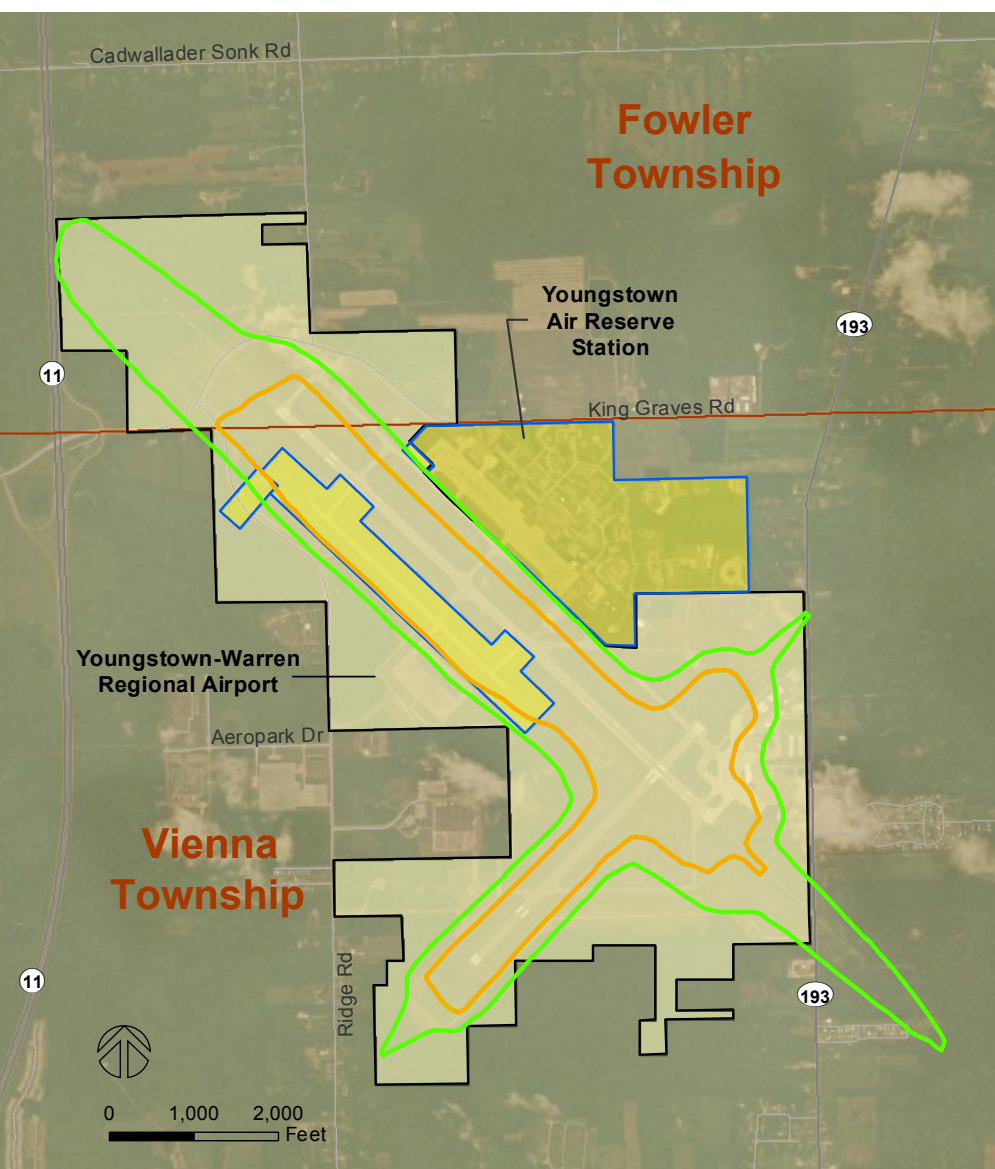 Cadwallader Sonk Rd
Fowler
Township
Youngstown
Air Reserve
Station
193
11
King Graves Rd
Youngstown-Warren
Regional Airport
Aeropark Dr
Vienna
Township
Ridge Rd
11
193
0 1,000 2,000
Feet